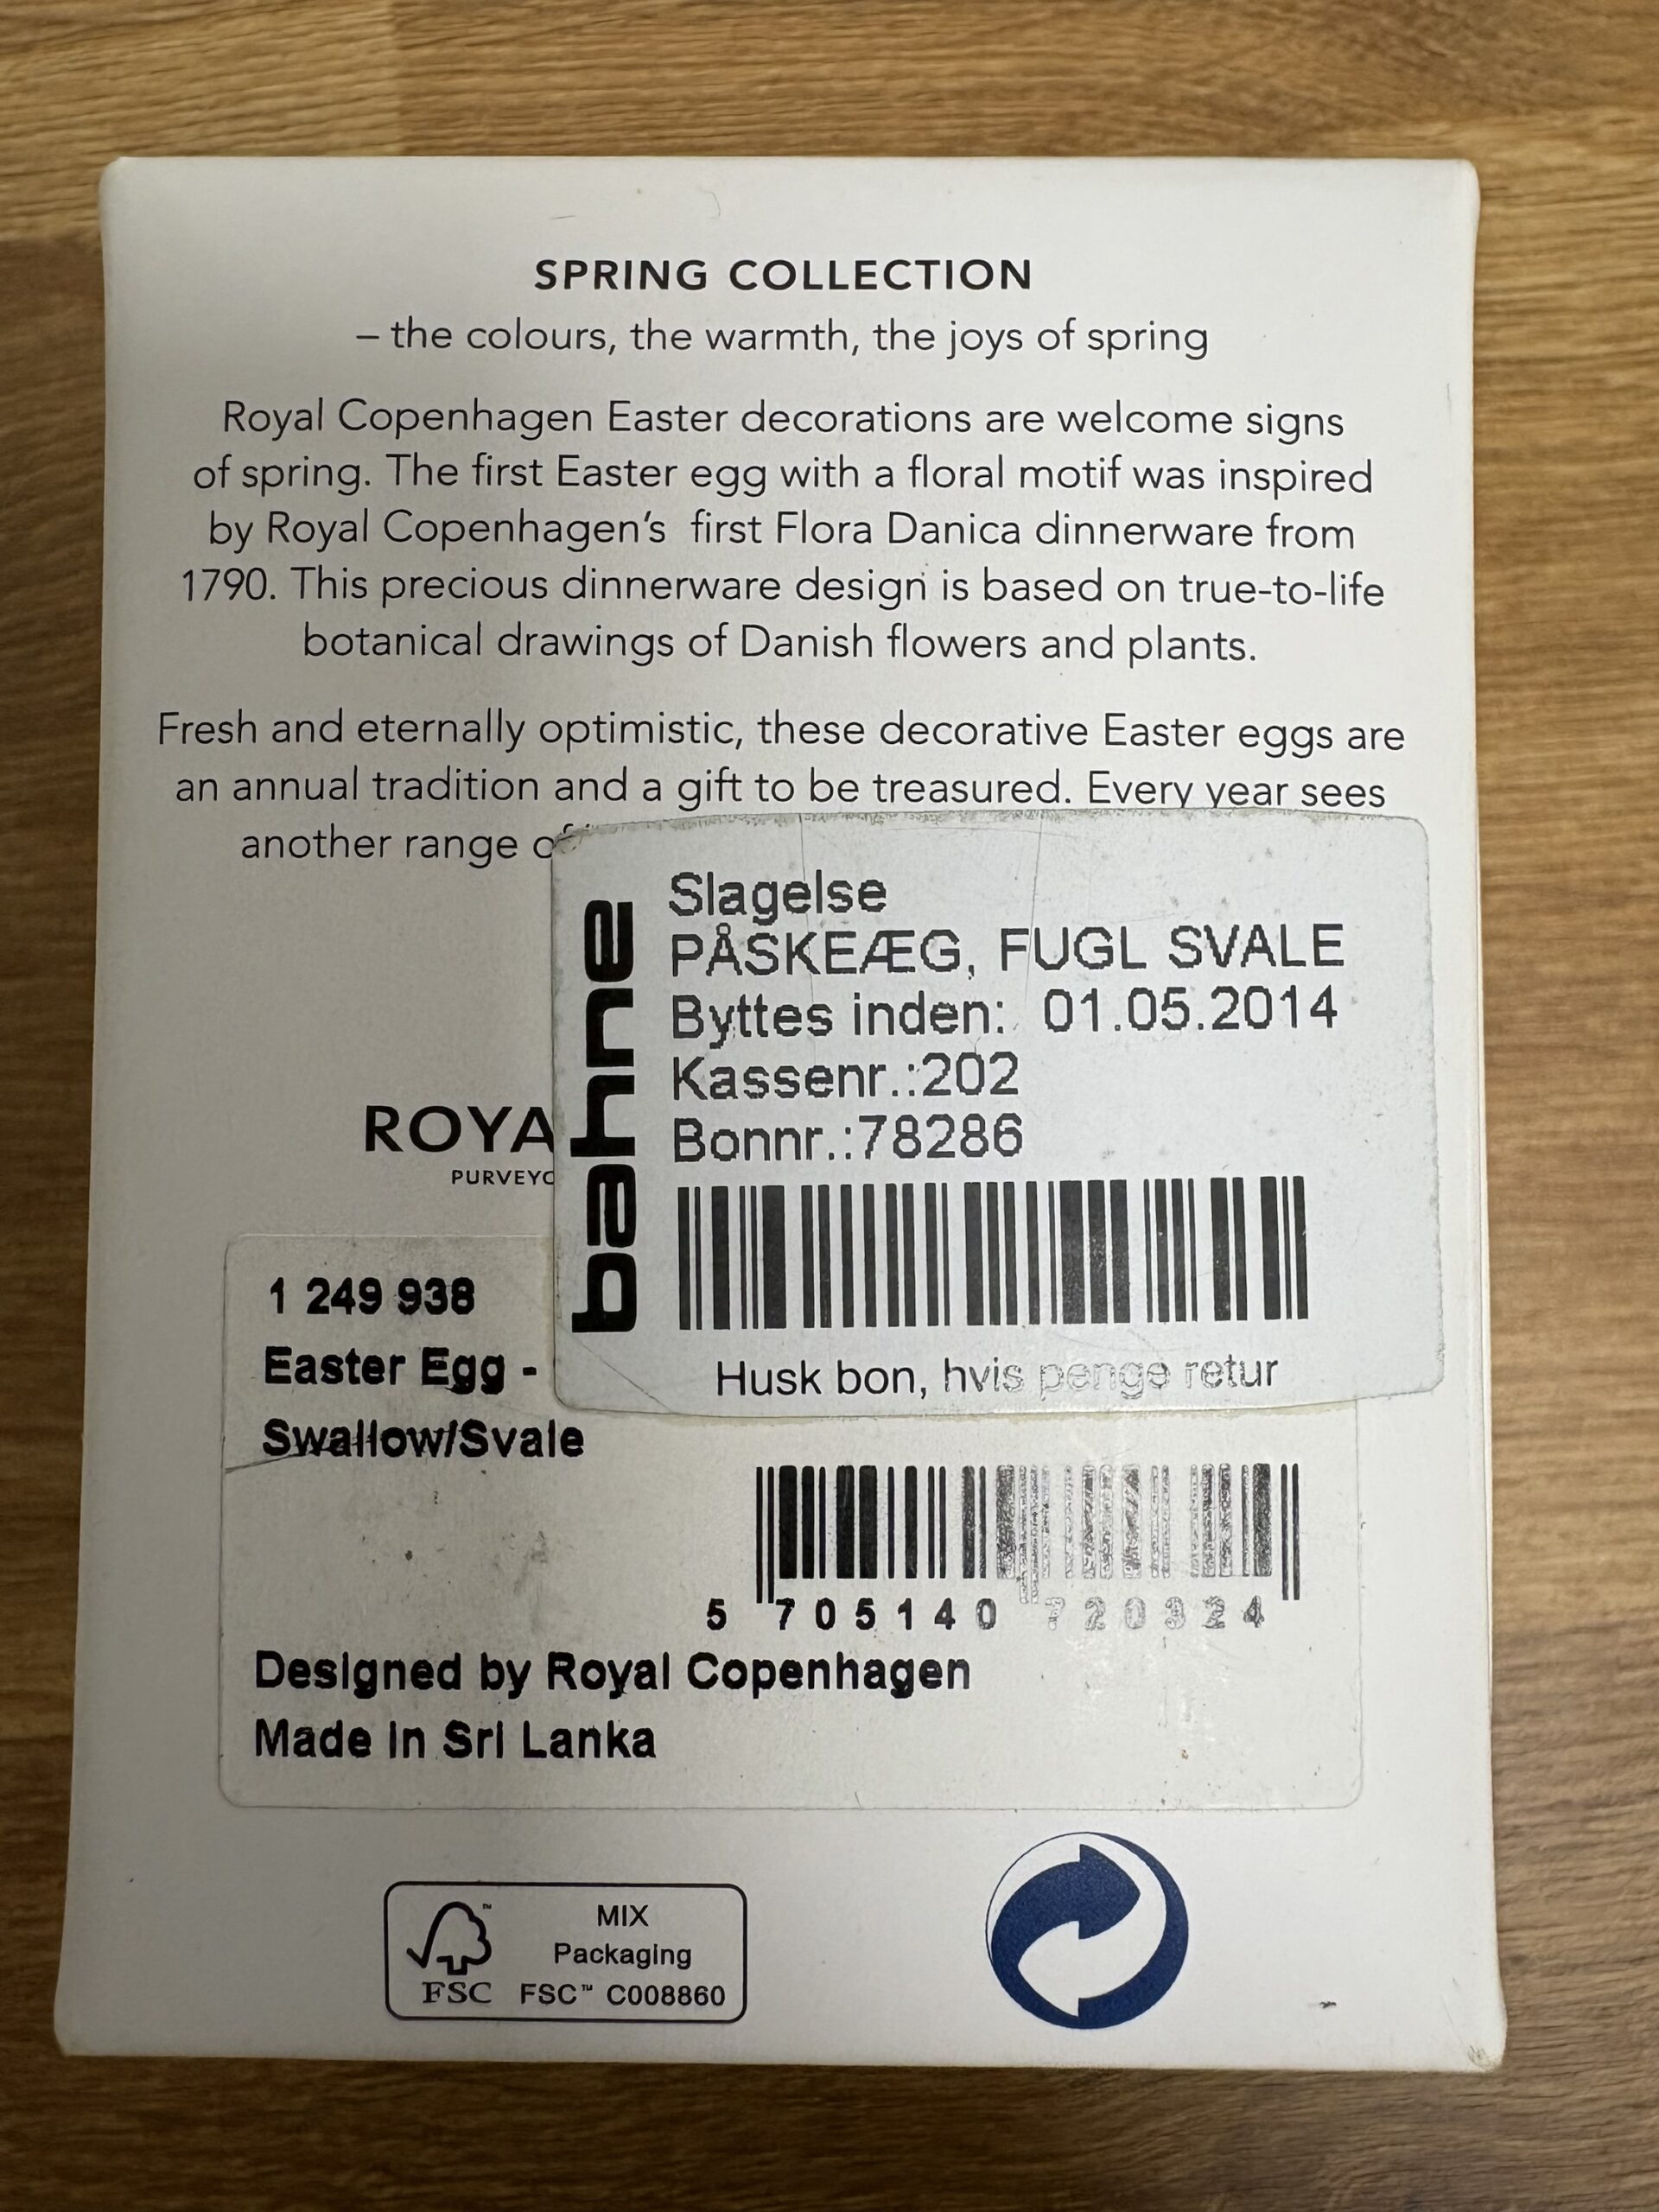 SPRING COLLECTION
– the colours, the warmth, the joys of spring
Royal Copenhagen Easter decorations are welcome signs
of spring. The first Easter egg with a floral motif was inspired
by Royal Copenhagen's first Flora Danica dinnerware from
1790. This precious dinnerware design is based on true-to-life
botanical drawings of Danish flowers and plants.
Fresh and eternally optimistic, these decorative Easter eggs are
an annual tradition and a gift to be treasured. Every year sees
another range of
bahne
Slagelse
PÅSKEÆG, FUGL SVALE
Byttes inden: 01.05.2014
Kassenr.:202
Bonnr.:78286
Husk bon, hvis penge retur
ROYA
PURVEYO
1 249 938
Easter Egg -
Swallow/Svale
5 705140 720324
Designed by Royal Copenhagen
Made in Sri Lanka
FSC™
MIX
Packaging
FSC™ C008860